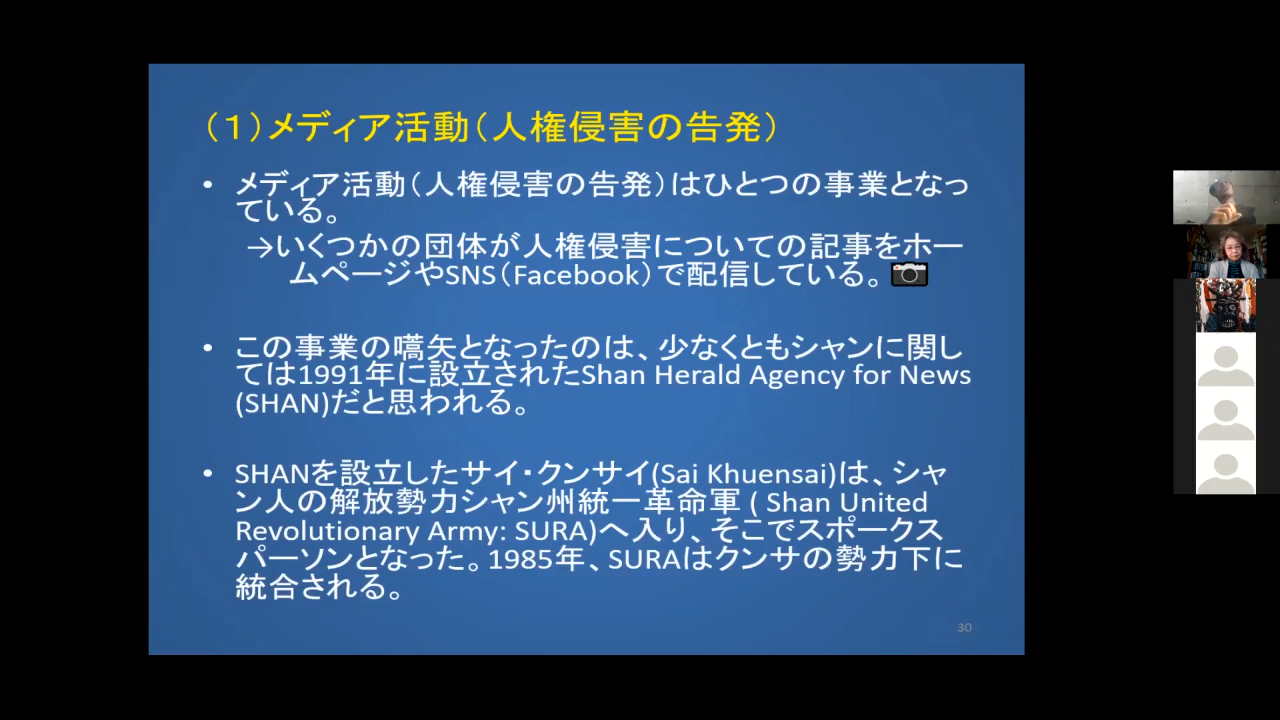 （１）メディア活動（人権侵害の告発）
• メディア活動（人権侵害の告発）はひとつの事業となっ
ている。
→いくつかの団体が人権侵害についての記事をホー
ムページやSNS（Facebook）で配信している。
• この事業の嚆矢となったのは、少なくともシャンに関し
ては1991年に設立されたShan Herald Agency for News
(SHAN)だと思われる。
• SHANを設立したサイ・クンサイ(Sai Khuensai)は、シャ
ン人の解放勢力シャン州統一革命軍 ( Shan United
Revolutionary Army: SURA)へ入り、そこでスポークス
パーソンとなった。1985年、SURAはクンサの勢力下に
統合される。
30